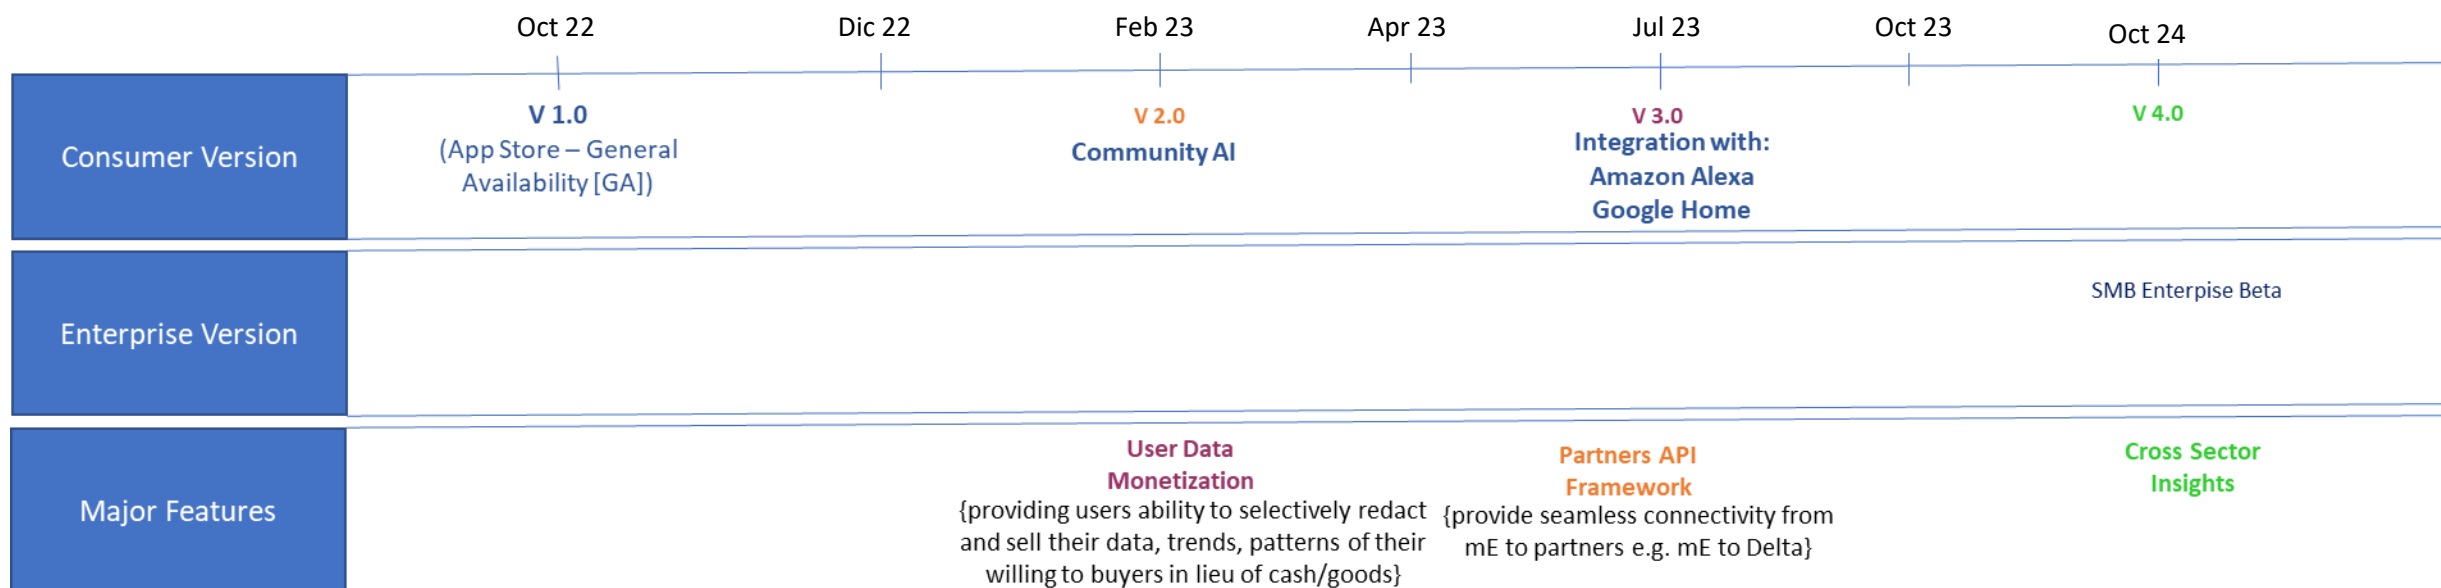 Oct 22
Dic 22
Feb 23
Apr 23
Jul 23
Oct 23
Oct 24
Consumer Version
V 1.0
(App Store – General
Availability [GA])
V 2.0
Community AI
V 3.0
Integration with:
Amazon Alexa
Google Home
V 4.0
Enterprise Version
SMB Enterpise Beta
Major Features
User Data
Monetization
{providing users ability to selectively redact
and sell their data, trends, patterns of their
willing to buyers in lieu of cash/goods}
Partners API
Framework
{provide seamless connectivity from
mE to partners e.g. mE to Delta}
Cross Sector
Insights